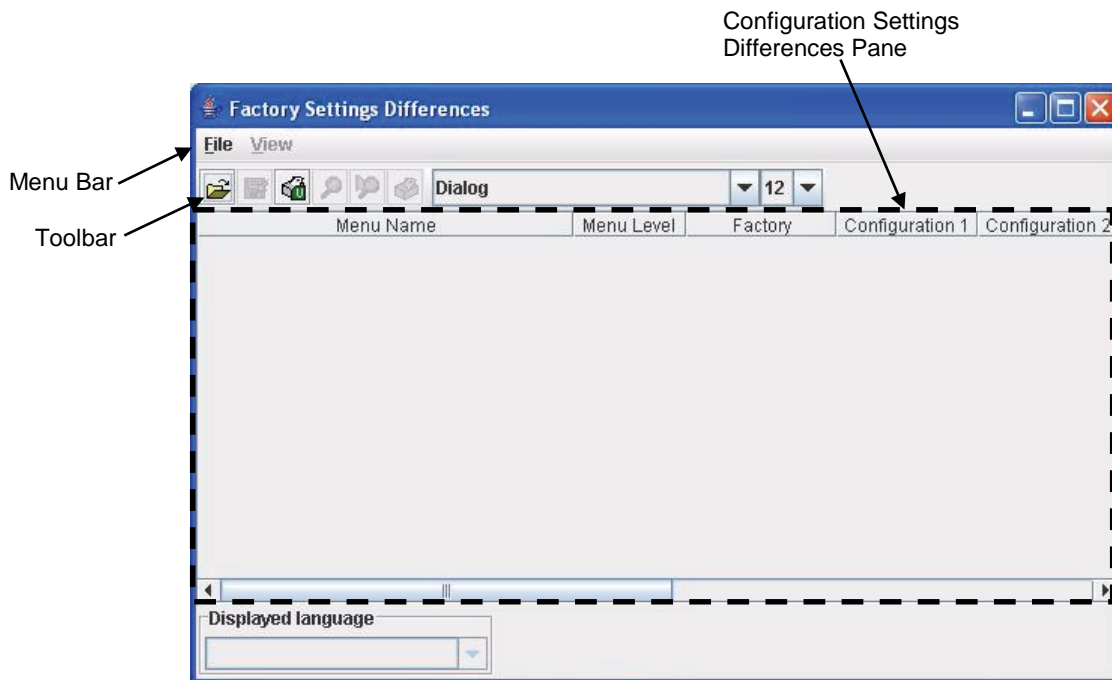 Configuration Settings
Differences Pane
Factory Settings Differences
File View
Menu Bar
Dialog 12
Toolbar
Menu Name Menu Level Factory Configuration 1 Configuration 2
Displayed language